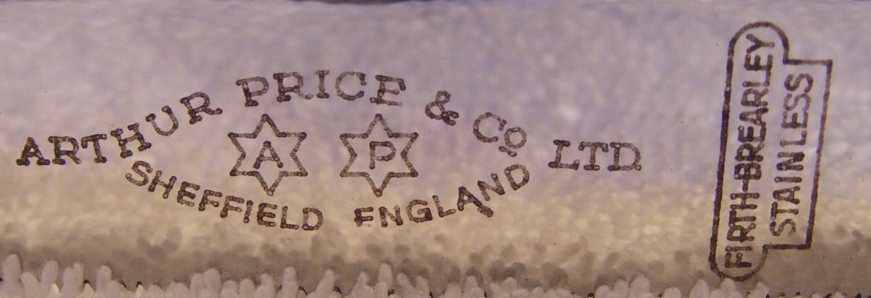 ARTHUR PRICE & Co LTD
A P
SHEFFIELD ENGLAND
FIRTH-BREARLEY
STAINLESS